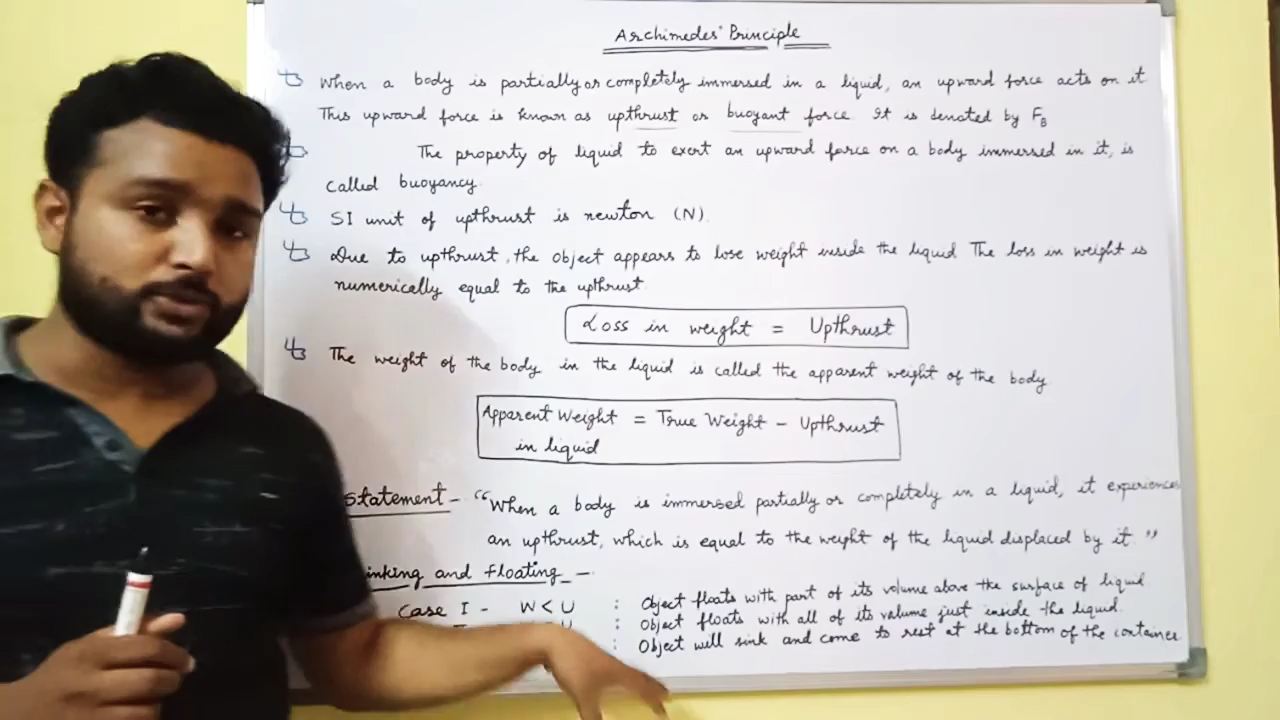 Archimedes' Principle
When a body is partially or completely immersed in a liquid, an upward force acts on it
This upward force is known as upthrust or buoyant force. It is denoted by FB
The property of liquid to exert an upward force on a body immersed in it, is
called buoyancy.
SI unit of upthrust is newton (N).
Due to upthrust, the object appears to lose weight inside the liquid The loss in weight is
numerically equal to the upthrust.
Loss in weight = Upthrust
The weight of the body in the liquid is called the apparent weight of the body
Apparent Weight = True Weight - Upthrust
in liquid
Statement - "When a body is immersed partially or completely in a liquid, it experiences
an upthrust, which is equal to the weight of the liquid displaced by it."
inking and floating -
Case I - W < U : Object floats with part of its volume above the surface of liquid
U : Object floats with all of its volume just inside the liquid.
: Object will sink and come to rest at the bottom of the container